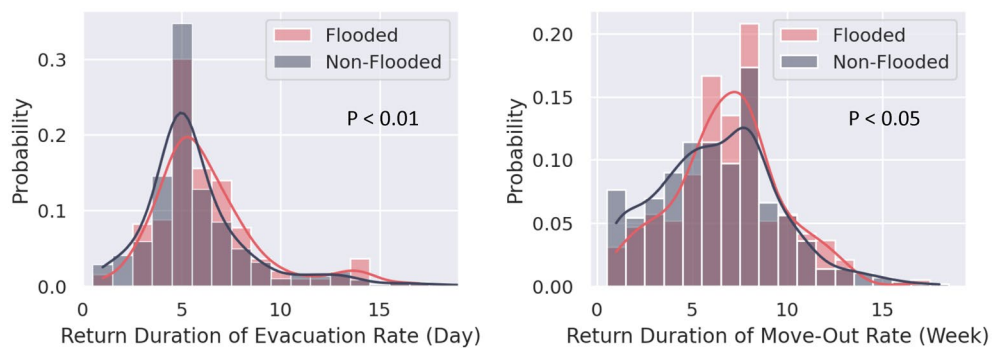 Flooded
Non-Flooded
P < 0.01
Probability
0.3
0.2
0.1
0.0
0 5 10 15
Return Duration of Evacuation Rate (Day)
Flooded
Non-Flooded
P < 0.05
Probability
0.20
0.15
0.10
0.05
0.00
0 5 10 15
Return Duration of Move-Out Rate (Week)